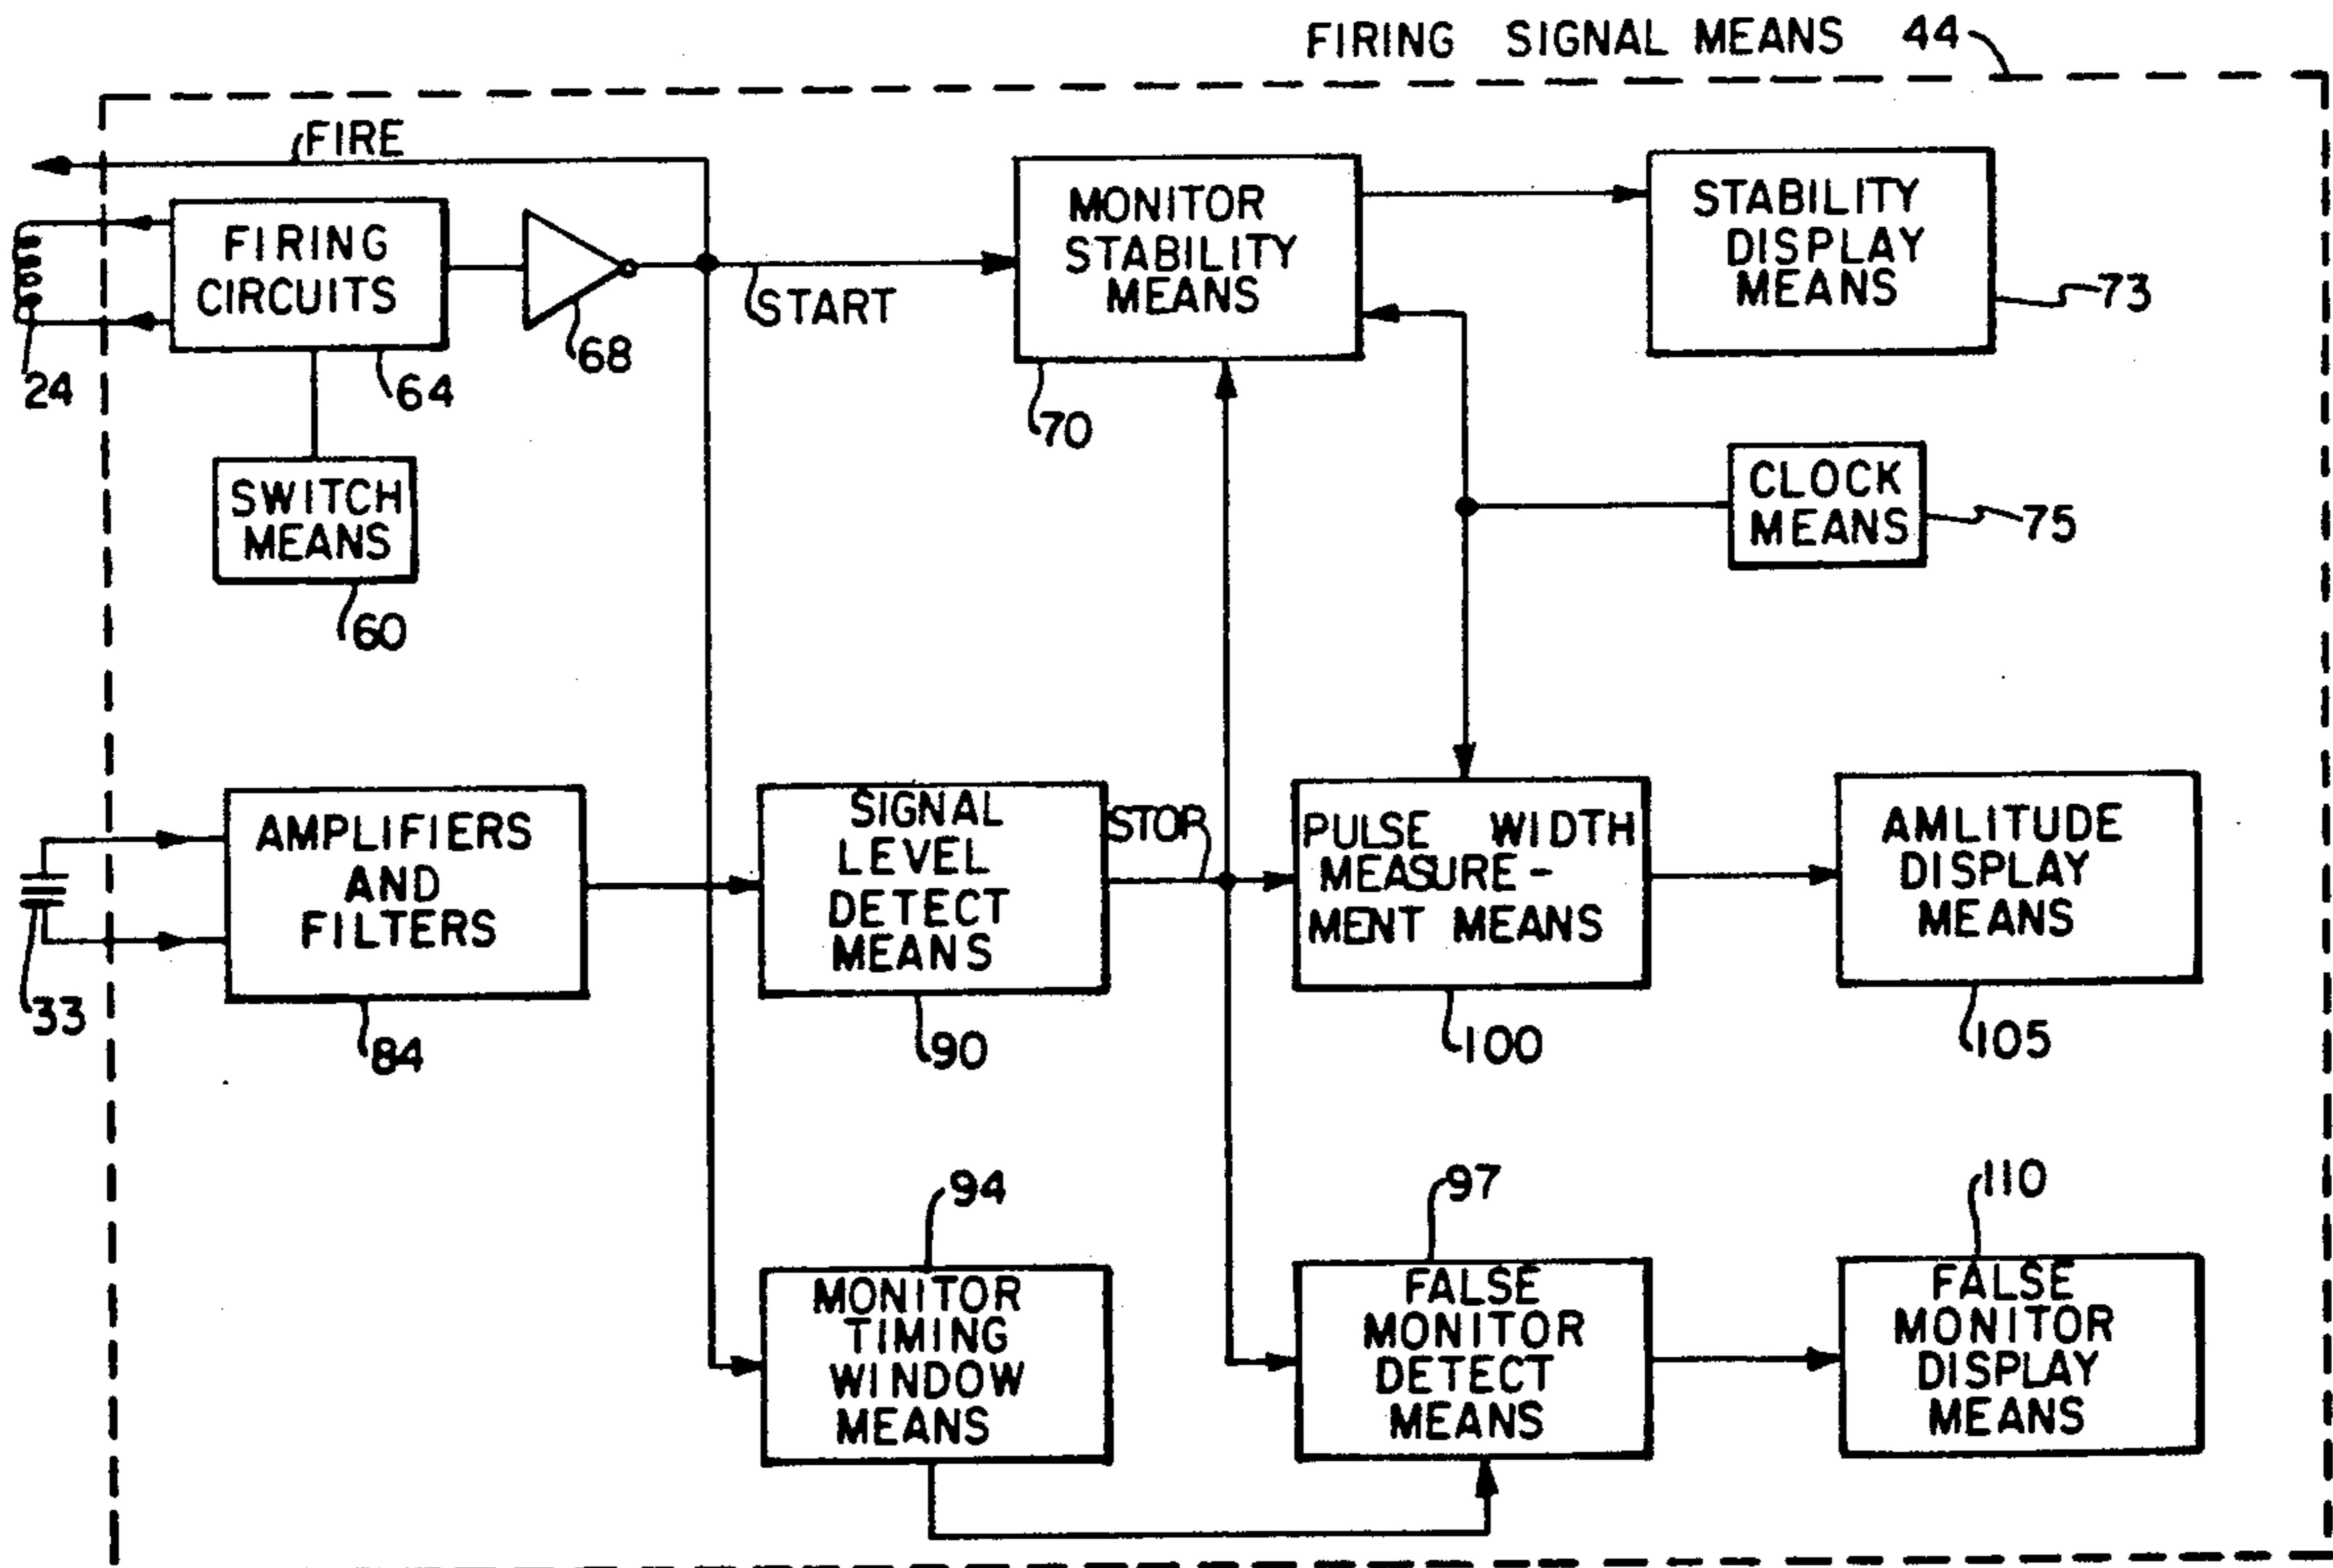 FIRING SIGNAL MEANS 44
FIRE
FIRING
CIRCUITS
24
64
68
START
MONITOR
STABILITY
MEANS
70
STABILITY
DISPLAY
MEANS
73
SWITCH
MEANS
60
CLOCK
MEANS
75
AMPLIFIERS
AND
FILTERS
33
84
SIGNAL
LEVEL
DETECT
MEANS
90
STOP
PULSE WIDTH
MEASURE-
MENT MEANS
100
AMLITUDE
DISPLAY
MEANS
105
94
MONITOR
TIMING
WINDOW
MEANS
97
FALSE
MONITOR
DETECT
MEANS
110
FALSE
MONITOR
DISPLAY
MEANS